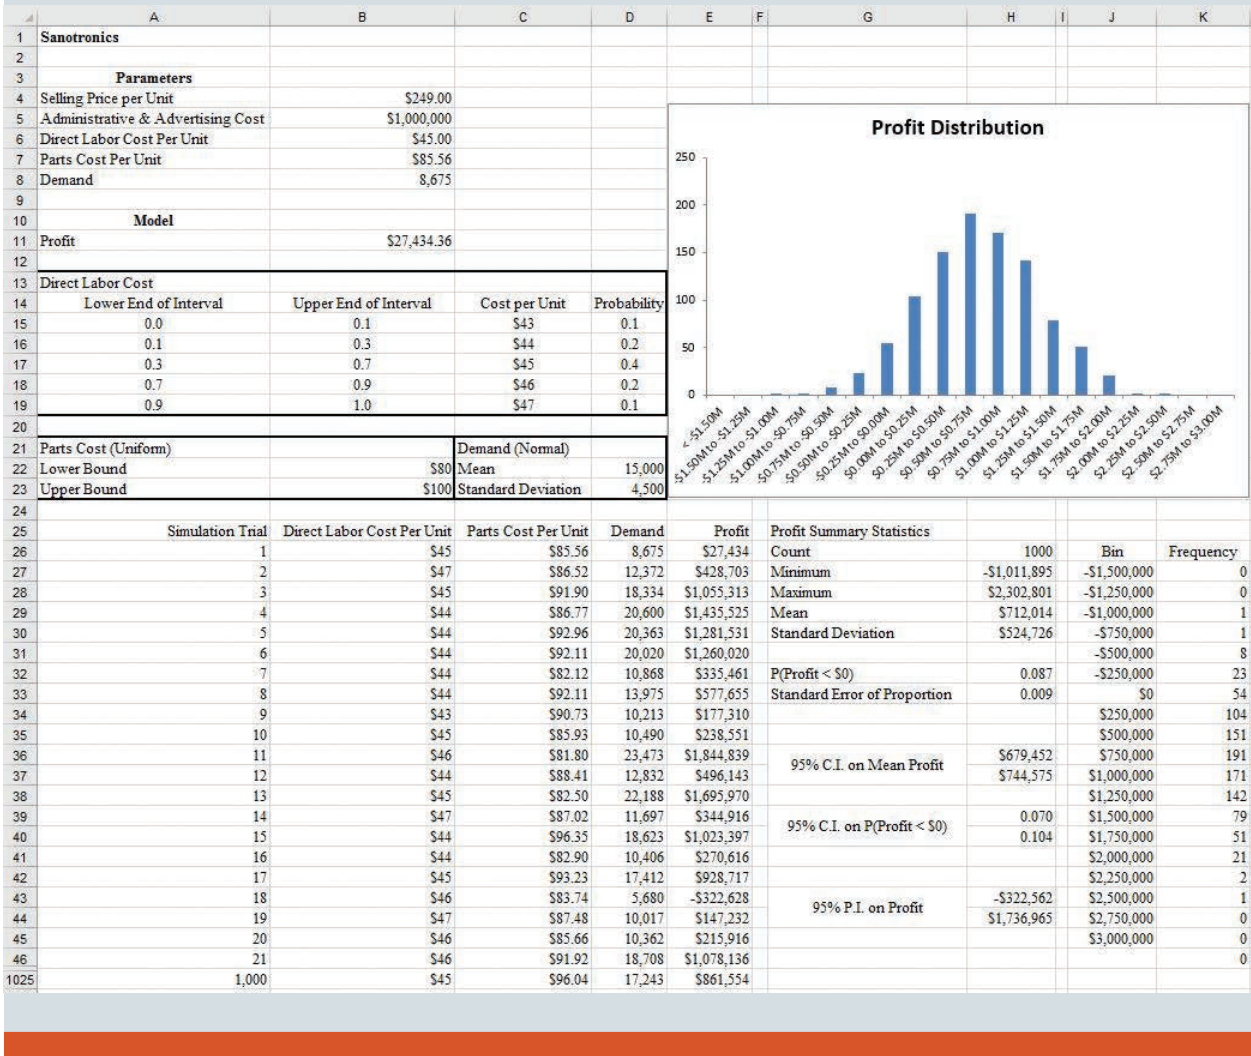 A B C D E F G H I J K
1 Sanotronics
2
3 Parameters
4 Selling Price per Unit $249.00
5 Administrative & Advertising Cost $1,000,000
6 Direct Labor Cost Per Unit $45.00
7 Parts Cost Per Unit $85.56
8 Demand 8,675
9
10 Model
11 Profit $27,434.36
12
13 Direct Labor Cost
14 Lower End of Interval Upper End of Interval Cost per Unit Probability
15 0.0 0.1 $43 0.1
16 0.1 0.3 $44 0.2
17 0.3 0.7 $45 0.4
18 0.7 0.9 $46 0.2
19 0.9 1.0 $47 0.1
20
21 Parts Cost (Uniform) Demand (Normal)
22 Lower Bound $80 Mean 15,000
23 Upper Bound $100 Standard Deviation 4,500
24
Profit Distribution
250
200
150
100
50
0
< -$1.50M
-$1.50M to -$1.25M
-$1.25M to -$1.00M
-$1.00M to -$0.75M
-$0.75M to -$0.50M
-$0.50M to -$0.25M
-$0.25M to $0.00M
$0.00M to $0.25M
$0.25M to $0.50M
$0.50M to $0.75M
$0.75M to $1.00M
$1.00M to $1.25M
$1.25M to $1.50M
$1.50M to $1.75M
$1.75M to $2.00M
$2.00M to $2.25M
$2.25M to $2.50M
$2.50M to $2.75M
$2.75M to $3.00M
25 Simulation Trial Direct Labor Cost Per Unit Parts Cost Per Unit Demand Profit Profit Summary Statistics
26 1 $45 $85.56 8,675 $27,434 Count 1000 Bin Frequency
27 2 $47 $86.52 12,372 $428,703 Minimum -$1,011,895 -$1,500,000 0
28 3 $45 $91.90 18,334 $1,055,313 Maximum $2,302,801 -$1,250,000 0
29 4 $44 $86.77 20,600 $1,435,525 Mean $712,014 -$1,000,000 1
30 5 $44 $92.96 20,363 $1,281,531 Standard Deviation $524,726 -$750,000 1
31 6 $44 $92.11 20,020 $1,260,020 -$500,000 8
32 7 $44 $82.12 10,868 $335,461 P(Profit < $0) 0.087 -$250,000 23
33 8 $44 $92.11 13,975 $577,655 Standard Error of Proportion 0.009 $0 54
34 9 $43 $90.73 10,213 $177,310 $250,000 104
35 10 $45 $85.93 10,490 $238,551 $500,000 151
36 11 $46 $81.80 23,473 $1,844,839 95% C.I. on Mean Profit $679,452 $750,000 191
37 12 $44 $88.41 12,832 $496,143 $744,575 $1,000,000 171
38 13 $45 $82.50 22,188 $1,695,970 $1,250,000 142
39 14 $47 $87.02 11,697 $344,916 95% C.I. on P(Profit < $0) 0.070 $1,500,000 79
40 15 $44 $96.35 18,623 $1,023,397 0.104 $1,750,000 51
41 16 $44 $82.90 10,406 $270,616 $2,000,000 21
42 17 $45 $93.23 17,412 $928,717 $2,250,000 2
43 18 $46 $83.74 5,680 -$322,628 95% P.I. on Profit -$322,562 $2,500,000 1
44 19 $47 $87.48 10,017 $147,232 $1,736,965 $2,750,000 0
45 20 $46 $85.66 10,362 $215,916 $3,000,000 0
46 21 $46 $91.92 18,708 $1,078,136 0
1025 1,000 $45 $96.04 17,243 $861,554